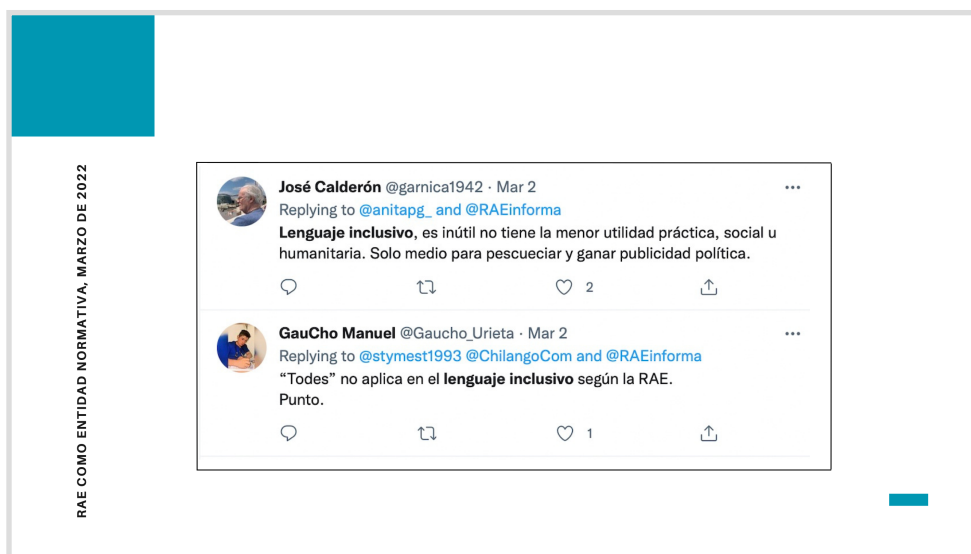 RAE COMO ENTIDAD NORMATIVA, MARZO DE 2022
José Calderón @garnica1942 · Mar 2
Replying to @anitapg_ and @RAEinforma
Lenguaje inclusivo, es inútil no tiene la menor utilidad práctica, social u
humanitaria. Solo medio para pescueciar y ganar publicidad política.
2
GauCho Manuel @Gaucho_Urieta · Mar 2
Replying to @stymest1993 @ChilangoCom and @RAEinforma
“Todes” no aplica en el lenguaje inclusivo según la RAE.
Punto.
1